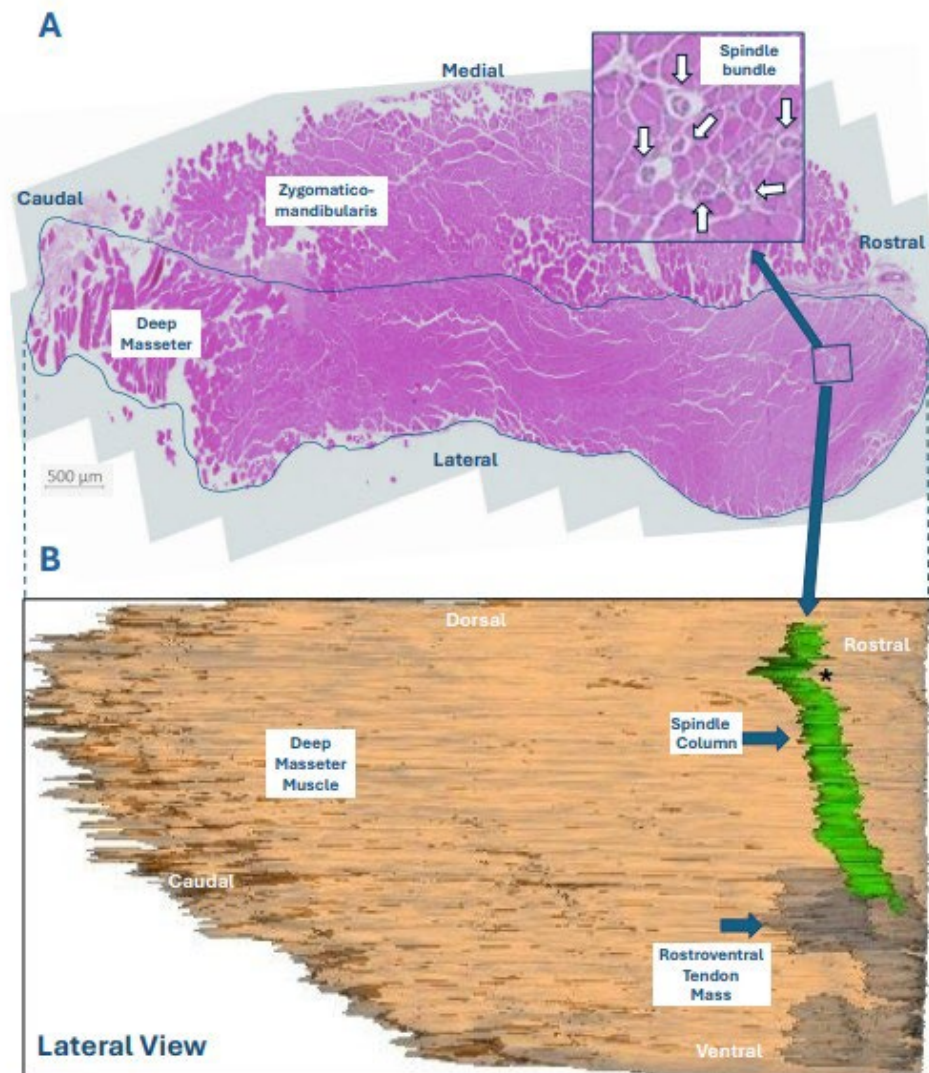 A
Medial
Spindle
bundle
Zygomatico-
mandibularis
Caudal
Rostral
Deep
Masseter
Lateral
500 µm
B
Dorsal
Rostral
*
Spindle
Column
Deep
Masseter
Muscle
Caudal
Rostroventral
Tendon
Mass
Lateral View
Ventral